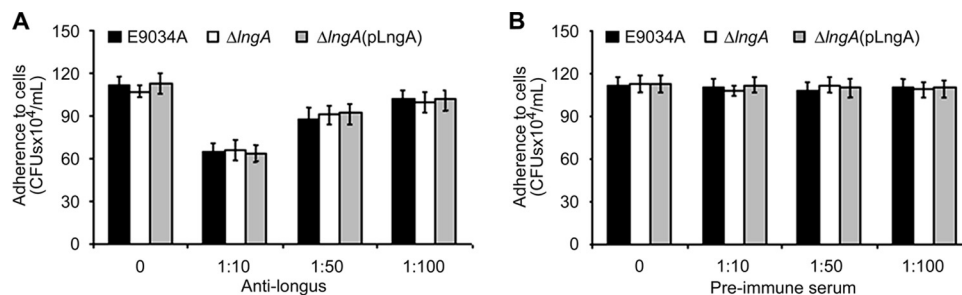 A
Adherence to cells
(CFUsx10⁴/mL)
150
120
90
60
30
0
E9034A
ΔlngA
ΔlngA(pLngA)
0
1:10
1:50
1:100
Anti-longus
B
Adherence to cells
(CFUsx10⁴/mL)
150
120
90
60
30
0
E9034A
ΔlngA
ΔlngA(pLngA)
0
1:10
1:50
1:100
Pre-immune serum